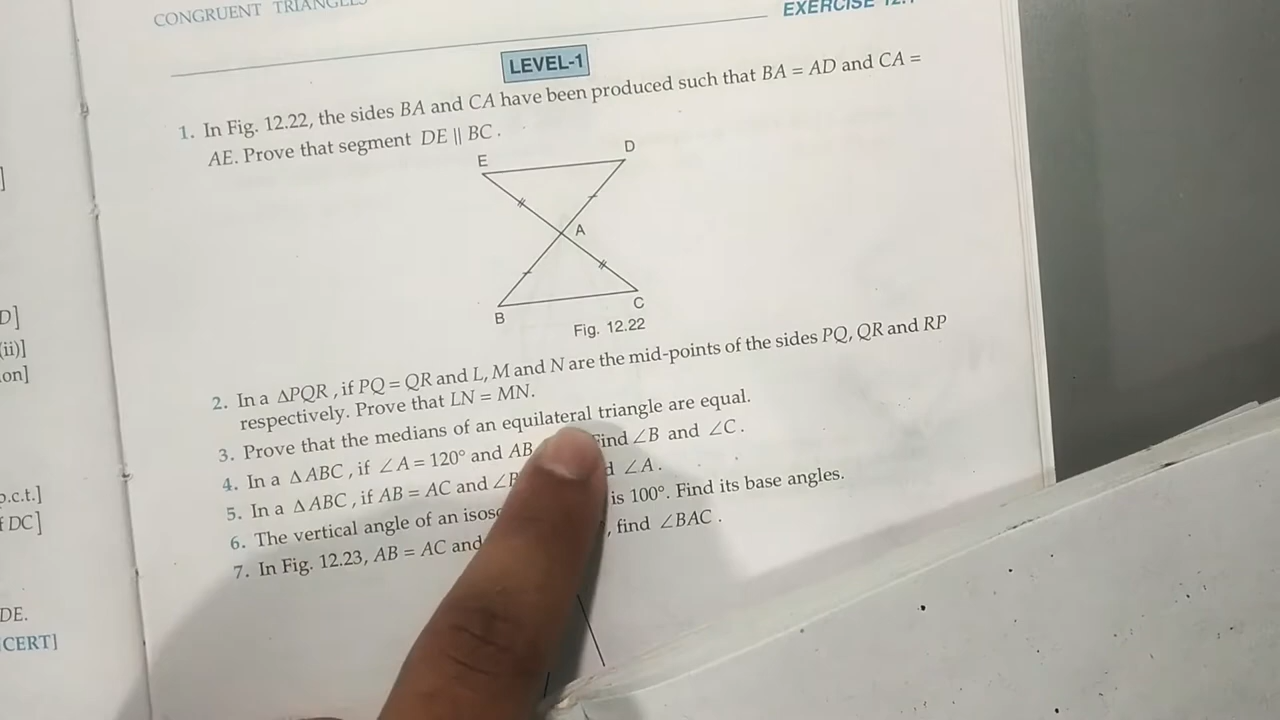 CONGRUENT TRIANGLES
EXERCISE 12.1
LEVEL-1
1. In Fig. 12.22, the sides BA and CA have been produced such that BA = AD and CA =
AE. Prove that segment DE || BC.
E
D
A
B
C
Fig. 12.22
2. In a ΔPQR, if PQ = QR and L, M and N are the mid-points of the sides PQ, QR and RP
respectively. Prove that LN = MN.
3. Prove that the medians of an equilateral triangle are equal.
4. In a ΔABC, if ∠A = 120° and AB Find ∠B and ∠C.
5. In a ΔABC, if AB = AC and ∠B ∠A.
6. The vertical angle of an is 100°. Find its base angles.
7. In Fig. 12.23, AB = AC and , find ∠BAC.
D]
(ii)]
p.c.t.]
DC]
DE.